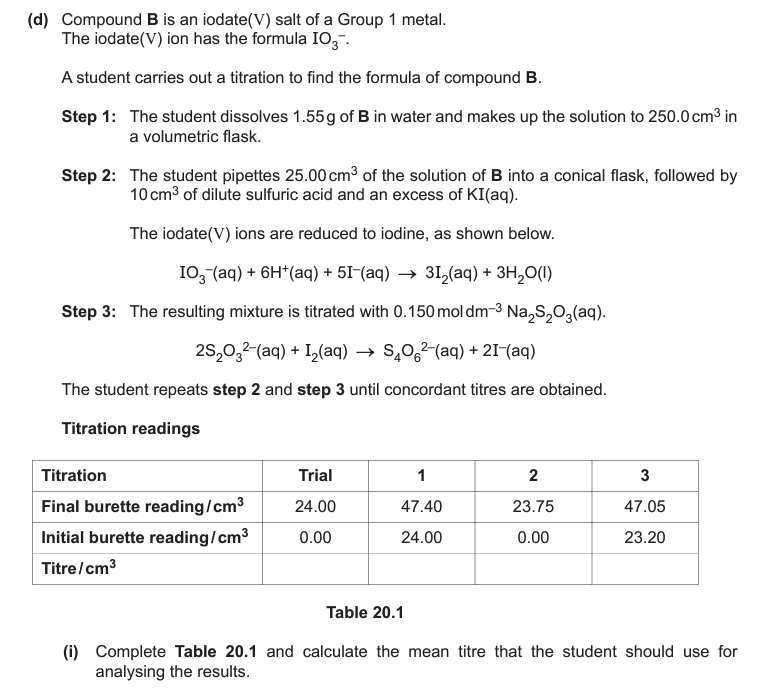 (d) Compound B is an iodate(V) salt of a Group 1 metal.
The iodate(V) ion has the formula IO₃⁻.
A student carries out a titration to find the formula of compound B.
Step 1: The student dissolves 1.55 g of B in water and makes up the solution to 250.0 cm³ in
a volumetric flask.
Step 2: The student pipettes 25.00 cm³ of the solution of B into a conical flask, followed by
10 cm³ of dilute sulfuric acid and an excess of KI(aq).
The iodate(V) ions are reduced to iodine, as shown below.
IO₃⁻(aq) + 6H⁺(aq) + 5I⁻(aq) → 3I₂(aq) + 3H₂O(l)
Step 3: The resulting mixture is titrated with 0.150 mol dm⁻³ Na₂S₂O₃(aq).
2S₂O₃²⁻(aq) + I₂(aq) → S₄O₆²⁻(aq) + 2I⁻(aq)
The student repeats step 2 and step 3 until concordant titres are obtained.
Titration readings
Titration Trial 1 2 3
Final burette reading / cm³ 24.00 47.40 23.75 47.05
Initial burette reading / cm³ 0.00 24.00 0.00 23.20
Titre / cm³
Table 20.1
(i) Complete Table 20.1 and calculate the mean titre that the student should use for
analysing the results.